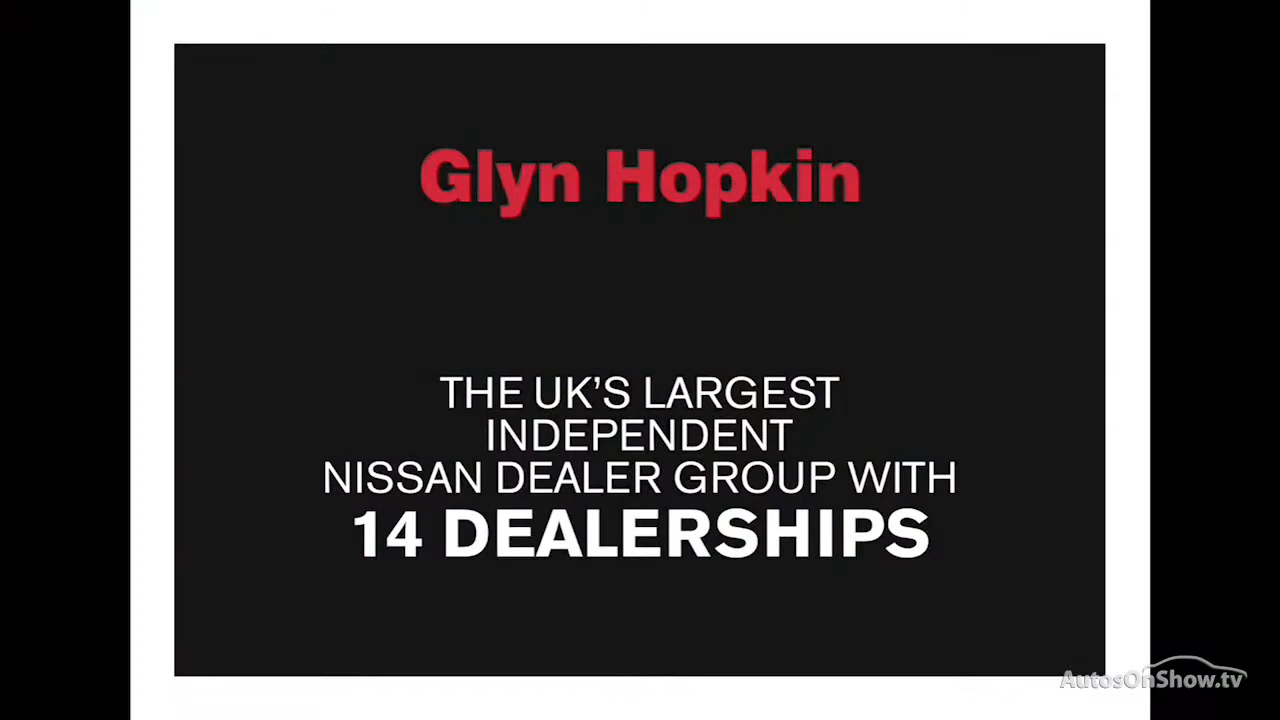 Glyn Hopkin
THE UK’S LARGEST
INDEPENDENT
NISSAN DEALER GROUP WITH
14 DEALERSHIPS
AutosOnShow.tv